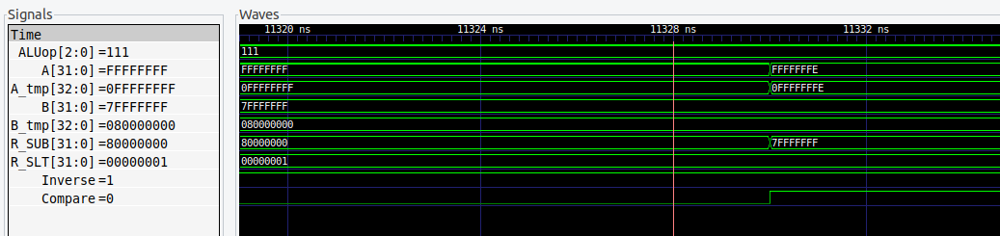 Signals
Time
ALUop[2:0]=111
A[31:0]=FFFFFFFF
A_tmp[32:0]=0FFFFFFFF
B[31:0]=7FFFFFFF
B_tmp[32:0]=080000000
R_SUB[31:0]=80000000
R_SLT[31:0]=00000001
Inverse=1
Compare=0
Waves
11320 ns 11324 ns 11328 ns 11332 ns
111
FFFFFFFF FFFFFFFE
0FFFFFFFF 0FFFFFFFE
7FFFFFFF
080000000
80000000 7FFFFFFF
00000001